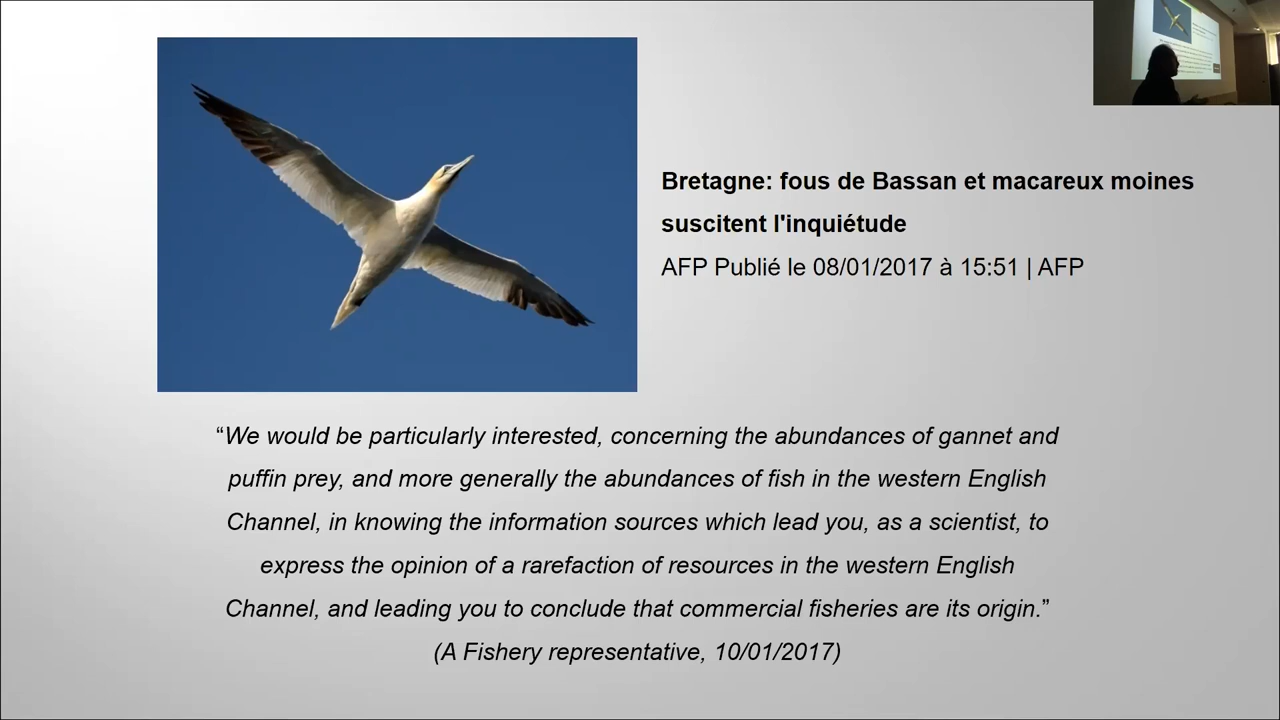 Bretagne: fous de Bassan et macareux moines
suscitent l'inquiétude
AFP Publié le 08/01/2017 à 15:51 | AFP
“We would be particularly interested, concerning the abundances of gannet and
puffin prey, and more generally the abundances of fish in the western English
Channel, in knowing the information sources which lead you, as a scientist, to
express the opinion of a rarefaction of resources in the western English
Channel, and leading you to conclude that commercial fisheries are its origin.”
(A Fishery representative, 10/01/2017)